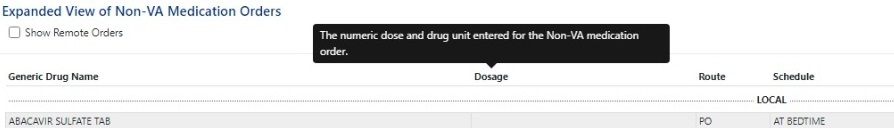 Expanded View of Non-VA Medication Orders
Show Remote Orders
The numeric dose and drug unit entered for the Non-VA medication
order.
Generic Drug Name Dosage Route Schedule
LOCAL
ABACAVIR SULFATE TAB PO AT BEDTIME